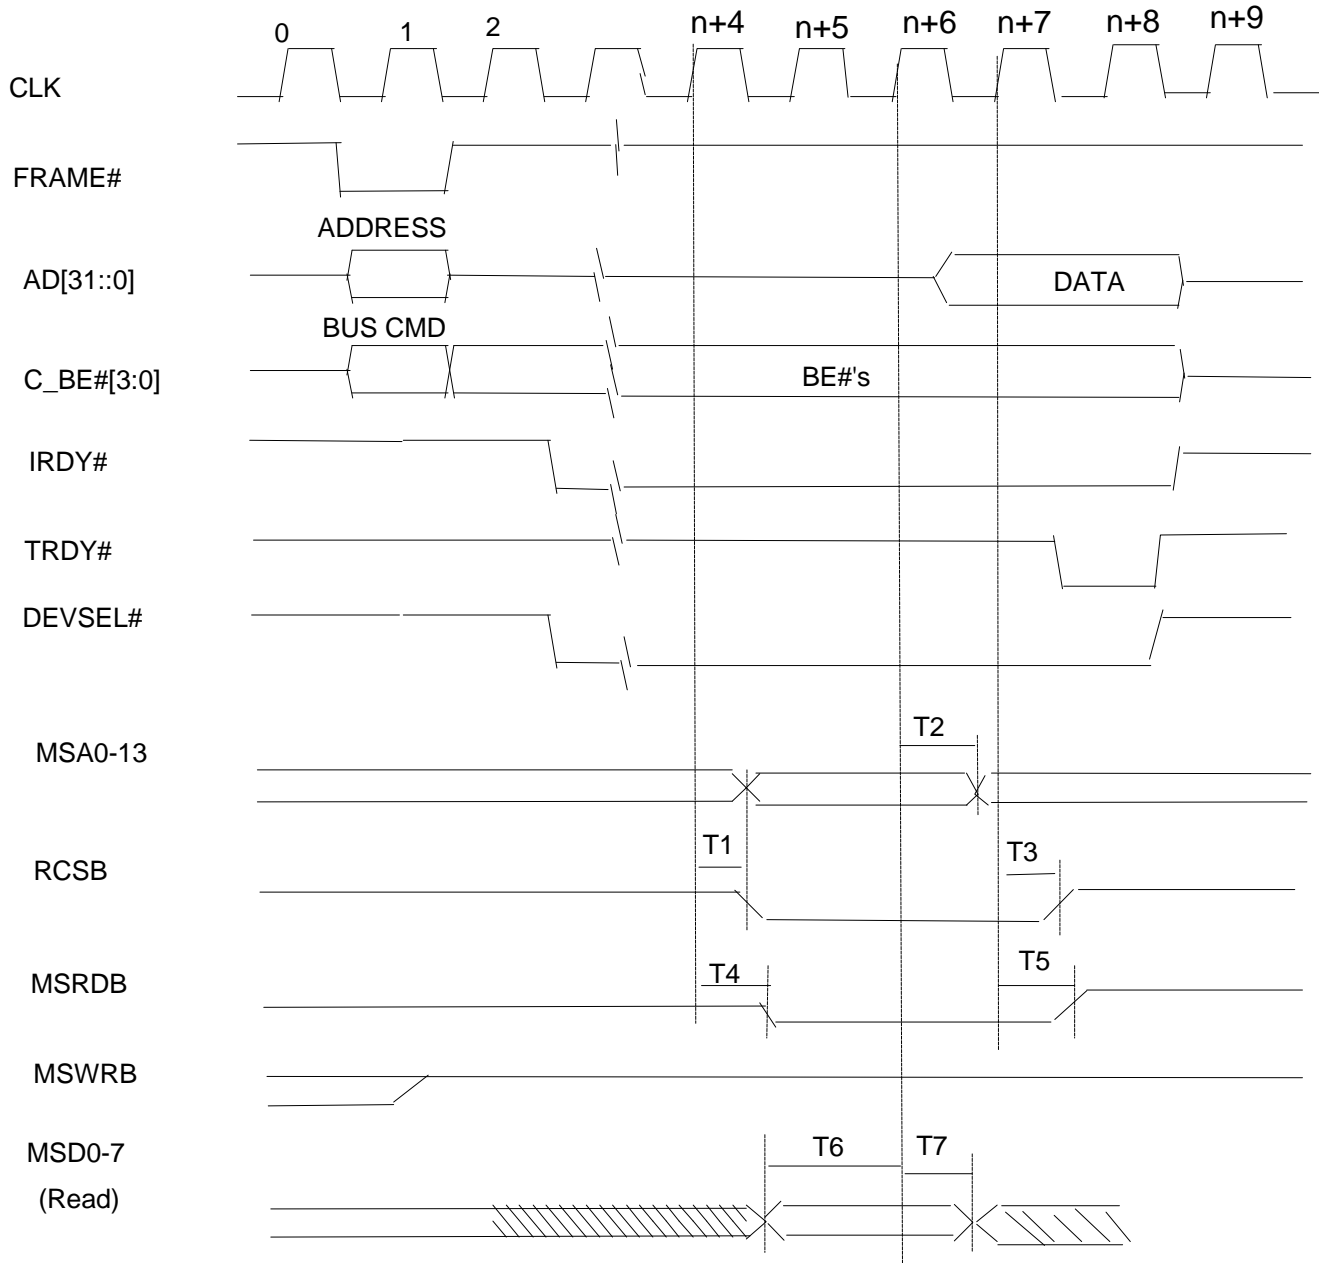 0 1 2 n+4 n+5 n+6 n+7 n+8 n+9
CLK
FRAME#
ADDRESS
AD[31::0] DATA
BUS CMD
C_BE#[3:0] BE#'s
IRDY#
TRDY#
DEVSEL#
T2
MSA0-13
T1 T3
RCSB
T4 T5
MSRDB
MSWRB
MSD0-7 T6 T7
(Read)